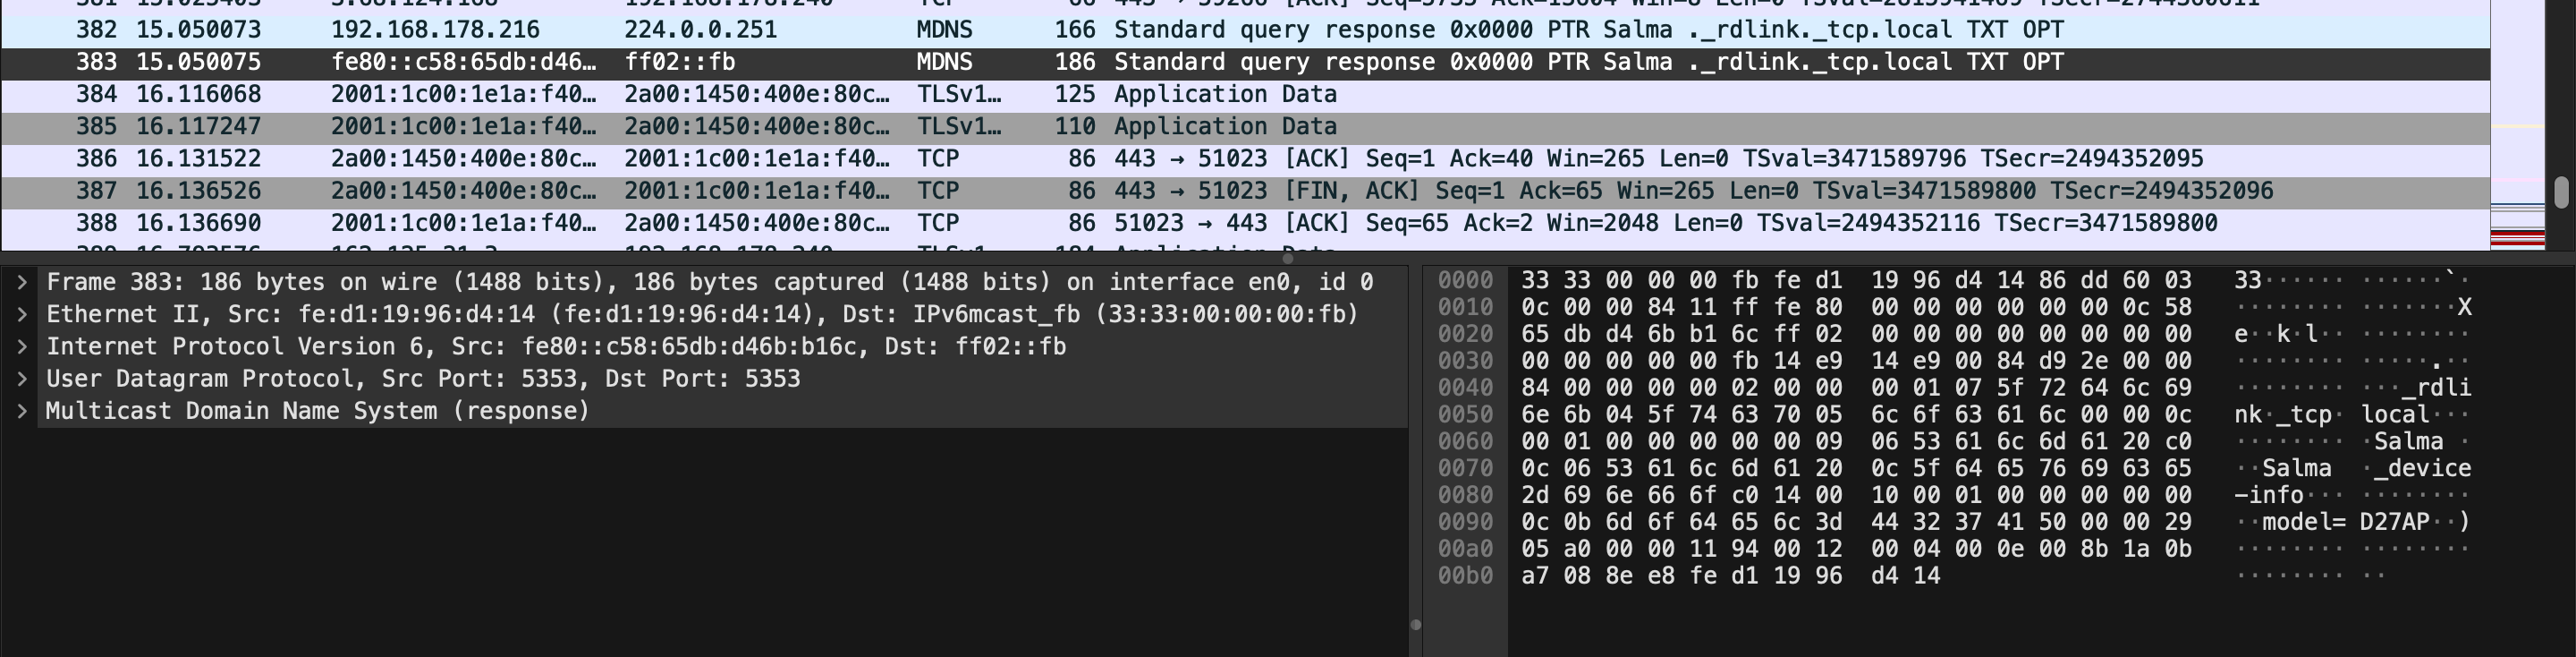 382 15.050073 192.168.178.216 224.0.0.251 MDNS 166 Standard query response 0x0000 PTR Salma ._rdlink._tcp.local TXT OPT
383 15.050075 fe80::c58:65db:d46… ff02::fb MDNS 186 Standard query response 0x0000 PTR Salma ._rdlink._tcp.local TXT OPT
384 16.116068 2001:1c00:1e1a:f40… 2a00:1450:400e:80c… TLSv1… 125 Application Data
385 16.117247 2001:1c00:1e1a:f40… 2a00:1450:400e:80c… TLSv1… 110 Application Data
386 16.131522 2a00:1450:400e:80c… 2001:1c00:1e1a:f40… TCP 86 443 → 51023 [ACK] Seq=1 Ack=40 Win=265 Len=0 TSval=3471589796 TSecr=2494352095
387 16.136526 2a00:1450:400e:80c… 2001:1c00:1e1a:f40… TCP 86 443 → 51023 [FIN, ACK] Seq=1 Ack=65 Win=265 Len=0 TSval=3471589800 TSecr=2494352096
388 16.136690 2001:1c00:1e1a:f40… 2a00:1450:400e:80c… TCP 86 51023 → 443 [ACK] Seq=65 Ack=2 Win=2048 Len=0 TSval=2494352116 TSecr=3471589800
Frame 383: 186 bytes on wire (1488 bits), 186 bytes captured (1488 bits) on interface en0, id 0
Ethernet II, Src: fe:d1:19:96:d4:14 (fe:d1:19:96:d4:14), Dst: IPv6mcast_fb (33:33:00:00:00:fb)
Internet Protocol Version 6, Src: fe80::c58:65db:d46b:b16c, Dst: ff02::fb
User Datagram Protocol, Src Port: 5353, Dst Port: 5353
Multicast Domain Name System (response)
0000 33 33 00 00 00 fb fe d1 19 96 d4 14 86 dd 60 03 33······ ······`·
0010 0c 00 00 84 11 ff fe 80 00 00 00 00 00 00 0c 58 ········ ·······X
0020 65 db d4 6b b1 6c ff 02 00 00 00 00 00 00 00 00 e··k·l·· ········
0030 00 00 00 00 00 fb 14 e9 14 e9 00 84 d9 2e 00 00 ········ ·····.··
0040 84 00 00 00 00 02 00 00 00 01 07 5f 72 64 6c 69 ········ ···_rdli
0050 6e 6b 04 5f 74 63 70 05 6c 6f 63 61 6c 00 00 0c nk·_tcp· local···
0060 00 01 00 00 00 00 00 09 06 53 61 6c 6d 61 20 c0 ········ ·Salma ·
0070 0c 06 53 61 6c 6d 61 20 0c 5f 64 65 76 69 63 65 ··Salma ·_device
0080 2d 69 6e 66 6f c0 14 00 10 00 01 00 00 00 00 00 -info··· ········
0090 0c 0b 6d 6f 64 65 6c 3d 44 32 37 41 50 00 00 29 ··model= D27AP··)
00a0 05 a0 00 00 11 94 00 12 00 04 00 0e 00 8b 1a 0b ········ ········
00b0 a7 08 8e e8 fe d1 19 96 d4 14 ········ ··